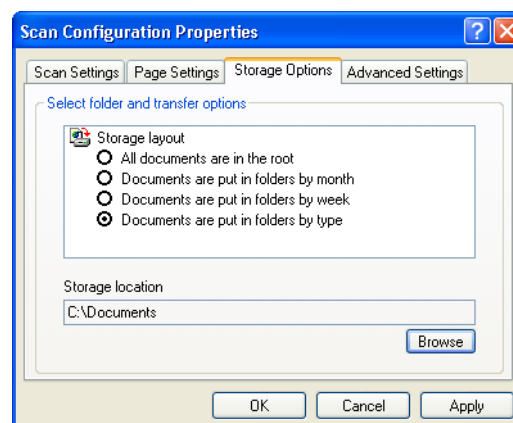 Scan Configuration Properties
Scan Settings Page Settings Storage Options Advanced Settings
Select folder and transfer options
Storage layout
All documents are in the root
Documents are put in folders by month
Documents are put in folders by week
Documents are put in folders by type
Storage location
C:\Documents
Browse
OK Cancel Apply